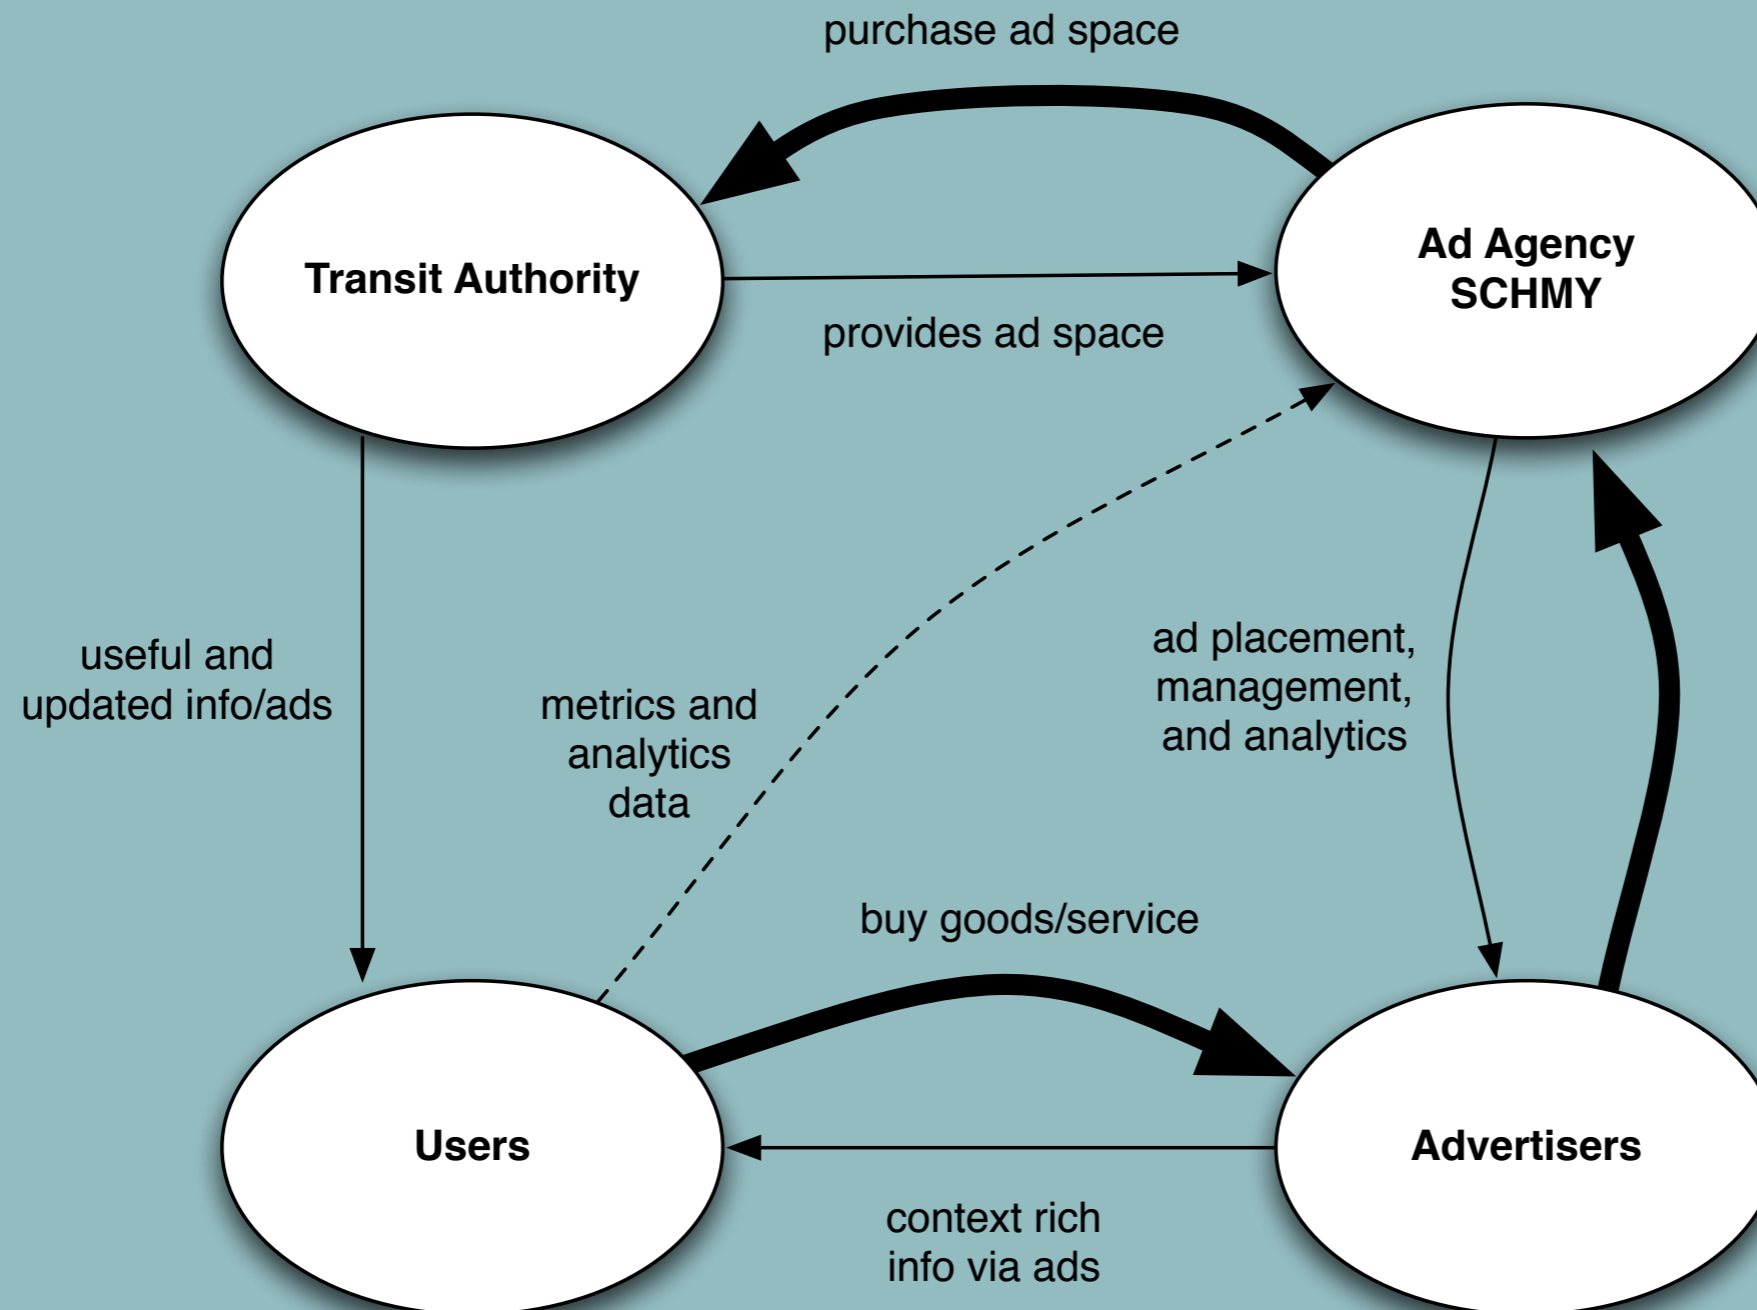 purchase ad space
Transit Authority
Ad Agency
SCHMY
provides ad space
useful and
updated info/ads
metrics and
analytics
data
ad placement,
management,
and analytics
buy goods/service
Users
Advertisers
context rich
info via ads